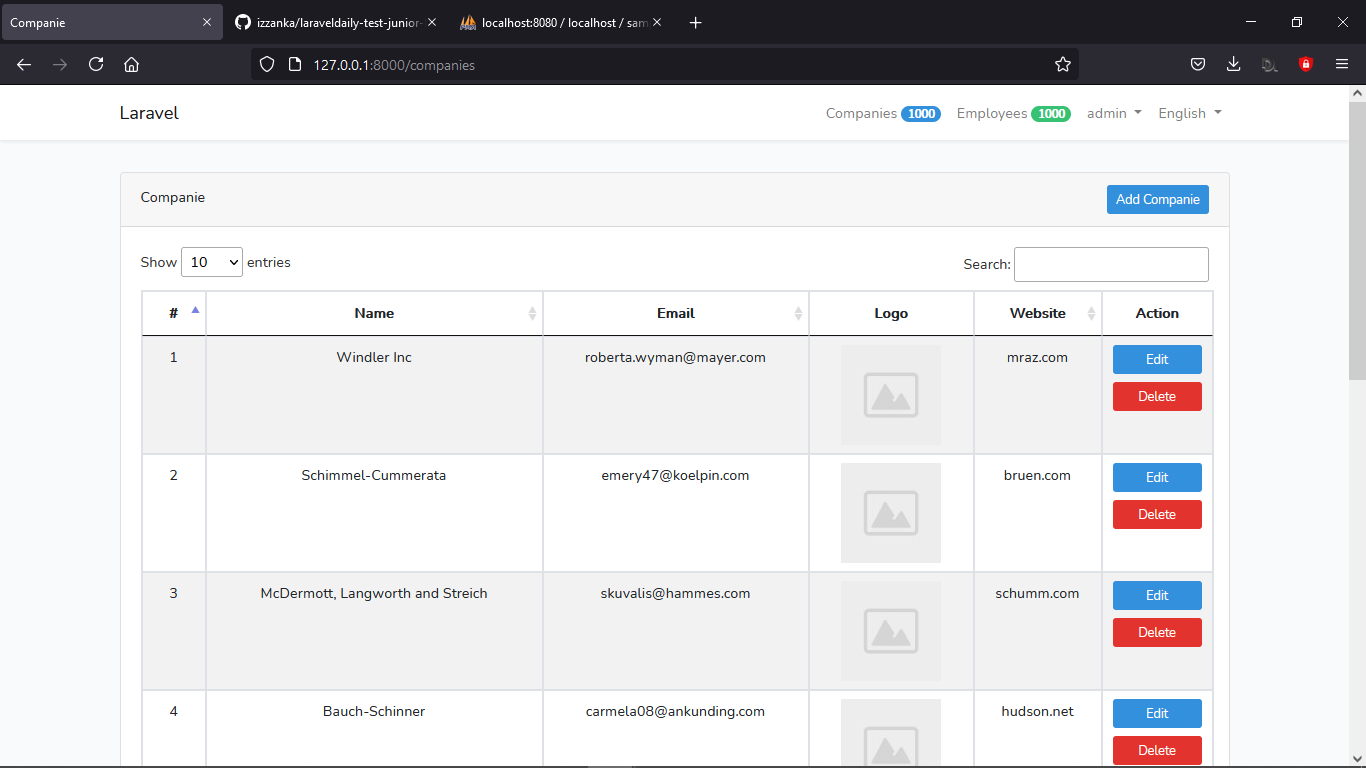 Companie
izzanka/laraveldaily-test-junior-
localhost:8080 / localhost / sam
127.0.0.1:8000/companies
Laravel
Companies 1000
Employees 1000
admin
English
Companie
Add Companie
Show 10 entries
Search:
# Name Email Logo Website Action
1 Windler Inc roberta.wyman@mayer.com mraz.com Edit
Delete
2 Schimmel-Cummerata emery47@koelpin.com bruen.com Edit
Delete
3 McDermott, Langworth and Streich skuvalis@hammes.com schumm.com Edit
Delete
4 Bauch-Schinner carmela08@ankunding.com hudson.net Edit
Delete